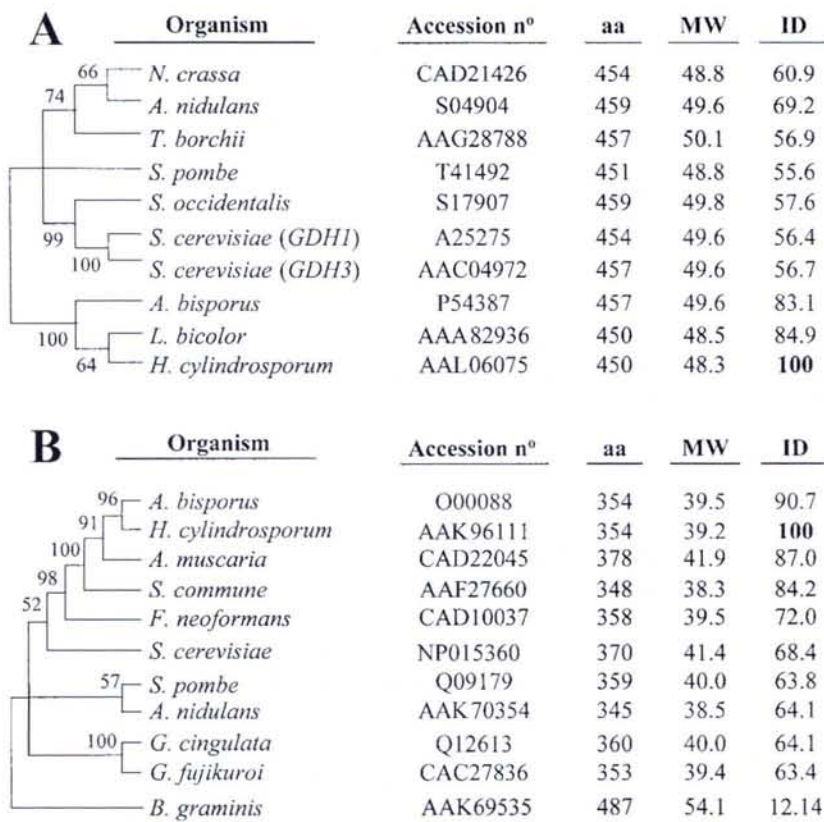 A Organism Accession nº aa MW ID
66 N. crassa CAD21426 454 48.8 60.9
74 A. nidulans S04904 459 49.6 69.2
T. borchii AAG28788 457 50.1 56.9
S. pombe T41492 451 48.8 55.6
S. occidentalis S17907 459 49.8 57.6
99 S. cerevisiae (GDH1) A25275 454 49.6 56.4
100 S. cerevisiae (GDH3) AAC04972 457 49.6 56.7
A. bisporus P54387 457 49.6 83.1
100 L. bicolor AAA82936 450 48.5 84.9
64 H. cylindrosporum AAL06075 450 48.3 100
B Organism Accession nº aa MW ID
96 A. bisporus O00088 354 39.5 90.7
91 H. cylindrosporum AAK96111 354 39.2 100
100 A. muscaria CAD22045 378 41.9 87.0
98 S. commune AAF27660 348 38.3 84.2
52 F. neoformans CAD10037 358 39.5 72.0
S. cerevisiae NP015360 370 41.4 68.4
57 S. pombe Q09179 359 40.0 63.8
A. nidulans AAK70354 345 38.5 64.1
100 G. cingulata Q12613 360 40.0 64.1
G. fujikuroi CAC27836 353 39.4 63.4
B. graminis AAK69535 487 54.1 12.14